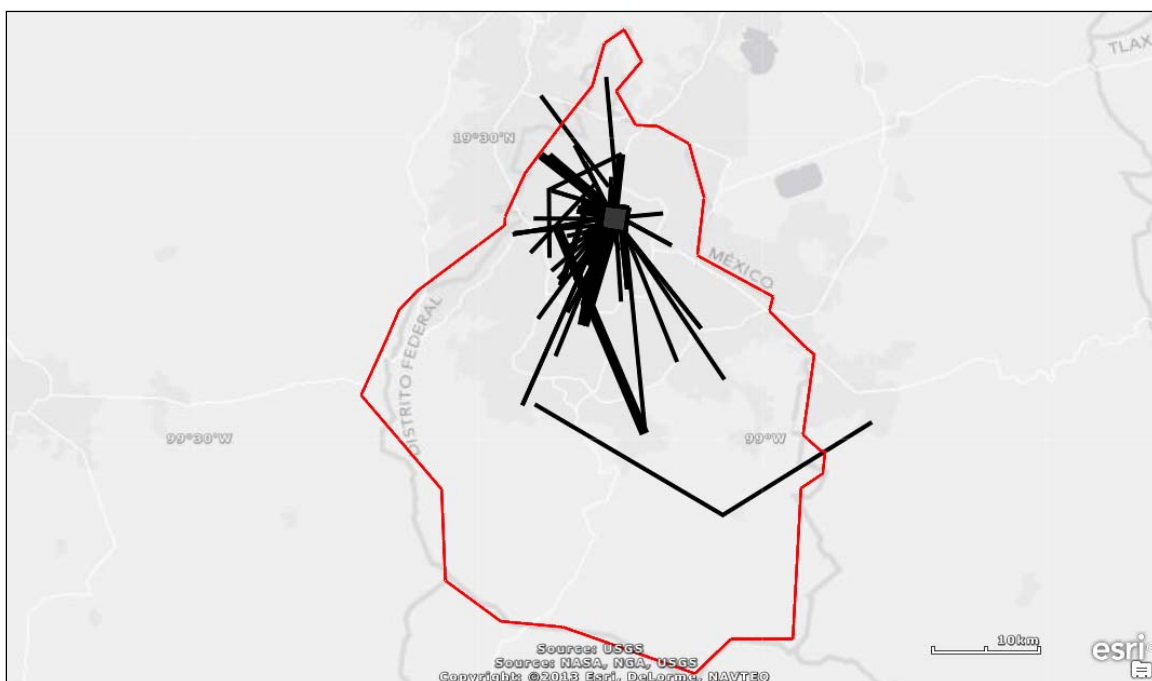 TLAX
19°30'N
MÉXICO
DISTRITO FEDERAL
99°30'W
99°W
10km
Source: USGS
Source: NASA, NGA, USGS
Copyright: ©2013 Esri, DeLorme, NAVTEQ
esri